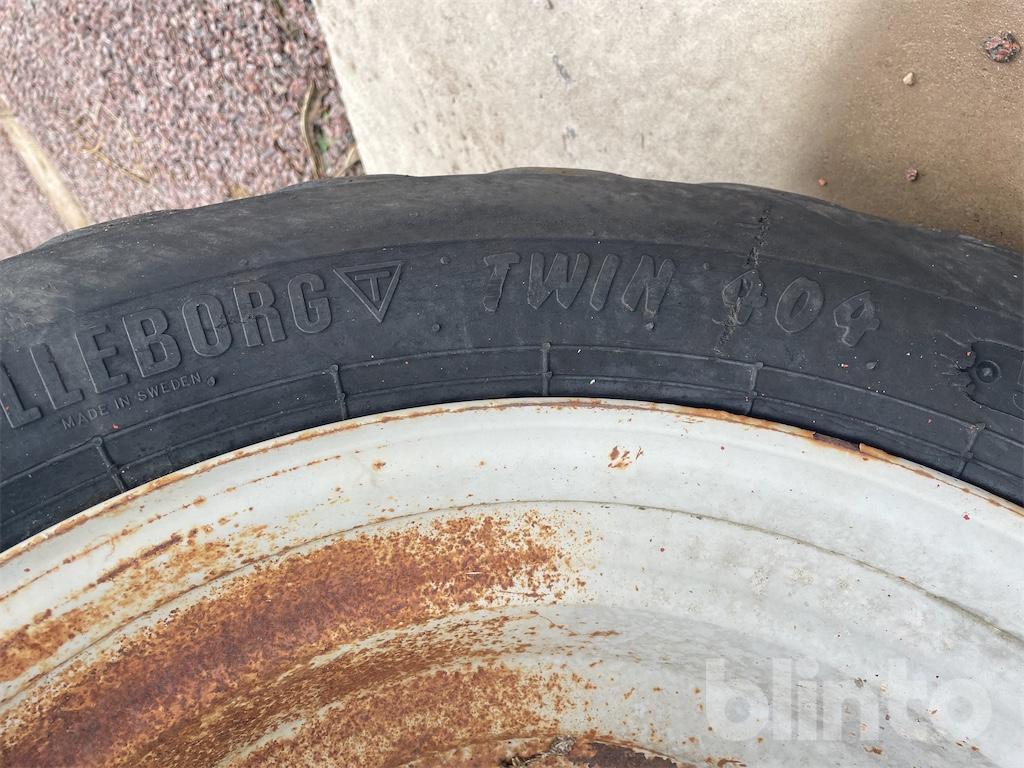 LLEBORG T TWIN 404
MADE IN SWEDEN
blinto